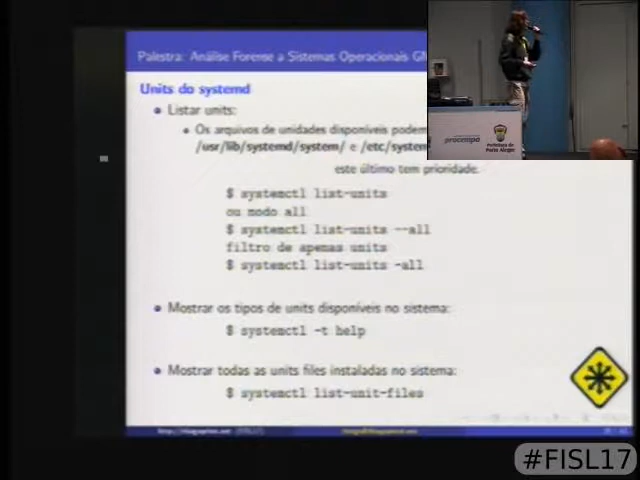 Palestra: Análise Forense a Sistemas Operacionais
Units do systemd
Listar units:
Os arquivos de unidades disponíveis podem
/usr/lib/systemd/system/ e /etc/system
este último tem prioridade.
$ systemctl list-units
ou modo all
$ systemctl list-units --all
filtro de apenas units
$ systemctl list-units -all
Mostrar os tipos de units disponíveis no sistema:
$ systemctl -t help
Mostrar todas as units files instaladas no sistema:
$ systemctl list-unit-files
procempa
Prefeitura de
Porto Alegre
#FISL17